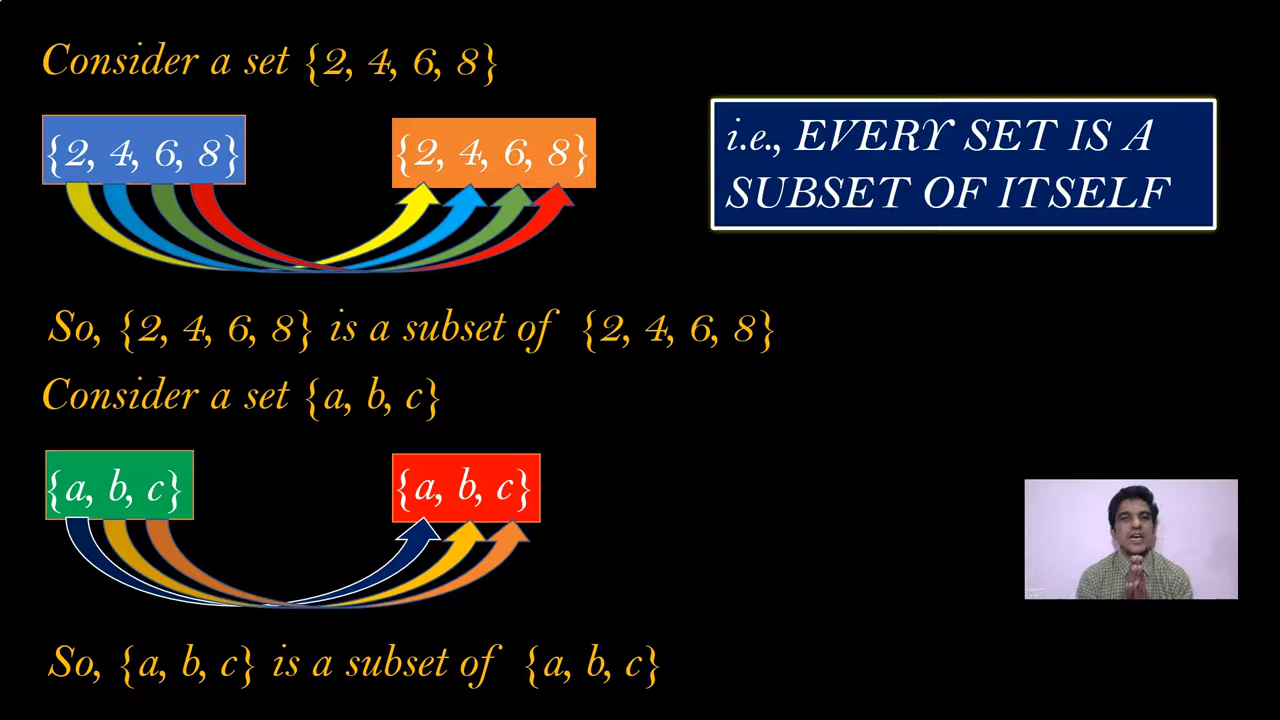 Consider a set {2, 4, 6, 8}
{2, 4, 6, 8}
{2, 4, 6, 8}
i.e., EVERY SET IS A
SUBSET OF ITSELF
So, {2, 4, 6, 8} is a subset of {2, 4, 6, 8}
Consider a set {a, b, c}
{a, b, c}
{a, b, c}
So, {a, b, c} is a subset of {a, b, c}